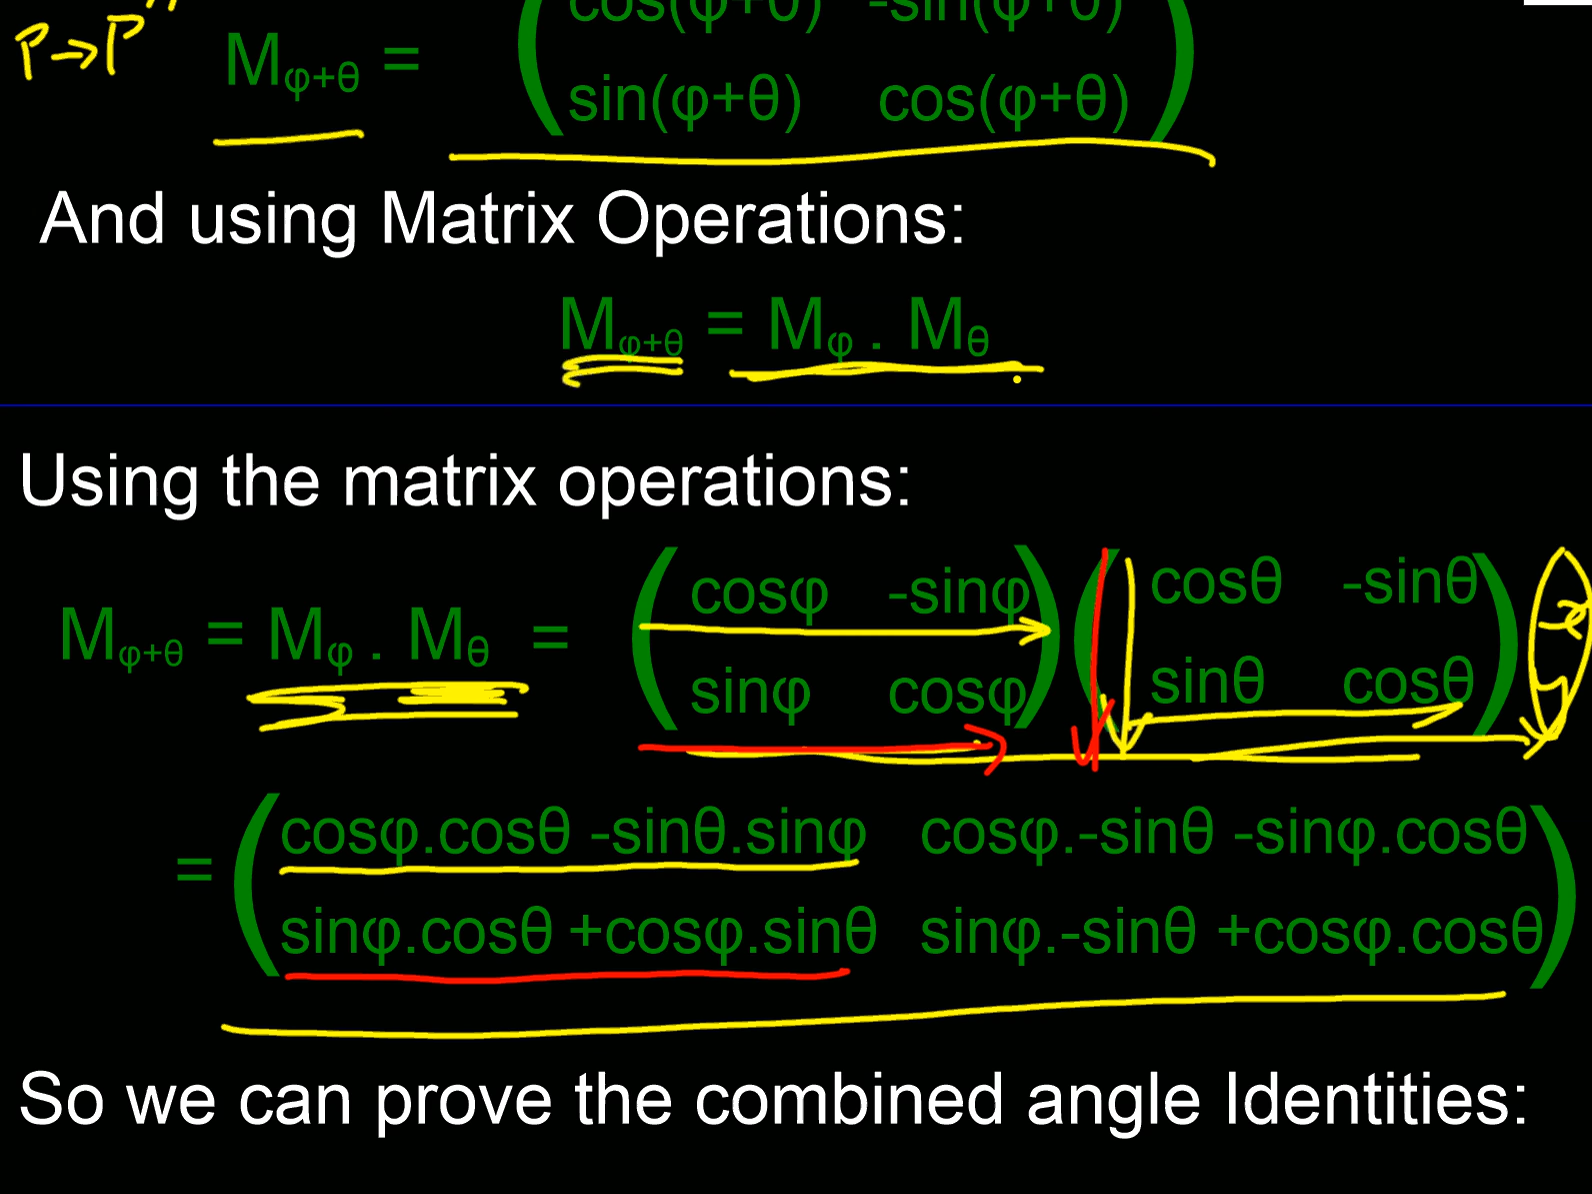 P→P''
cos(φ+θ) -sin(φ+θ)
Mφ+θ =
sin(φ+θ) cos(φ+θ)
And using Matrix Operations:
Mφ+θ = Mφ . Mθ
Using the matrix operations:
cosφ -sinφ cosθ -sinθ
Mφ+θ = Mφ . Mθ =
sinφ cosφ sinθ cosθ
cosφ.cosθ -sinθ.sinφ cosφ.-sinθ -sinφ.cosθ
=
sinφ.cosθ +cosφ.sinθ sinφ.-sinθ +cosφ.cosθ
So we can prove the combined angle Identities: